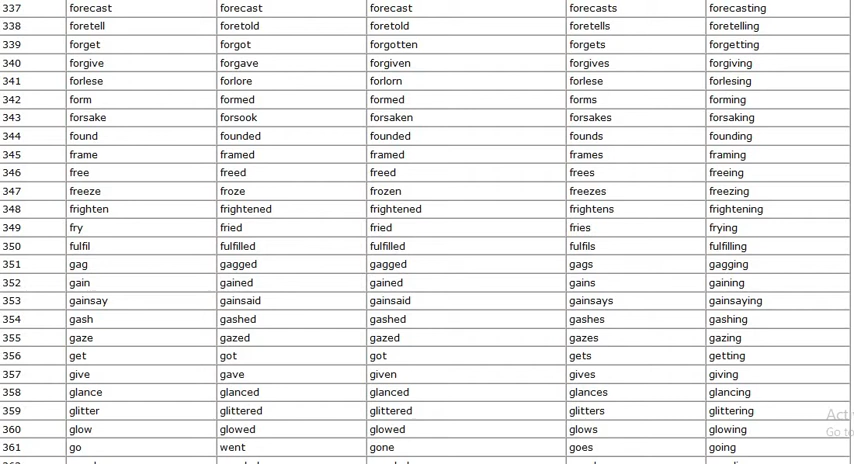 337 forecast forecast forecast forecasts forecasting
338 foretell foretold foretold foretells foretelling
339 forget forgot forgotten forgets forgetting
340 forgive forgave forgiven forgives forgiving
341 forlese forlore forlorn forlese forlesing
342 form formed formed forms forming
343 forsake forsook forsaken forsakes forsaking
344 found founded founded founds founding
345 frame framed framed frames framing
346 free freed freed frees freeing
347 freeze froze frozen freezes freezing
348 frighten frightened frightened frightens frightening
349 fry fried fried fries frying
350 fulfil fulfilled fulfilled fulfils fulfilling
351 gag gagged gagged gags gagging
352 gain gained gained gains gaining
353 gainsay gainsaid gainsaid gainsays gainsaying
354 gash gashed gashed gashes gashing
355 gaze gazed gazed gazes gazing
356 get got got gets getting
357 give gave given gives giving
358 glance glanced glanced glances glancing
359 glitter glittered glittered glitters glittering
360 glow glowed glowed glows glowing
361 go went gone goes going
Go to